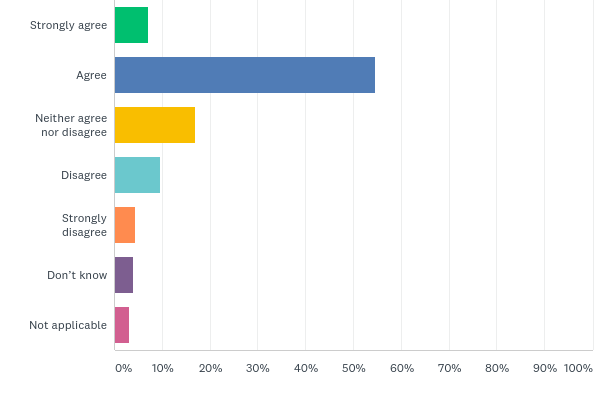 Strongly agree
Agree
Neither agree
nor disagree
Disagree
Strongly
disagree
Don't know
Not applicable
0% 10% 20% 30% 40% 50% 60% 70% 80% 90% 100%